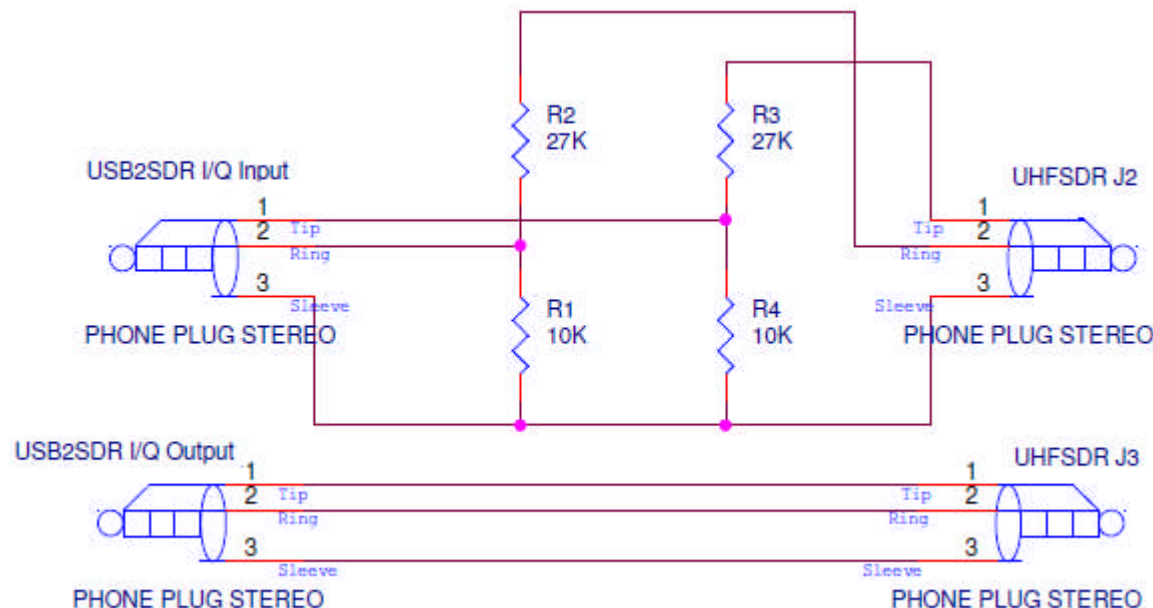 R2
27K
R3
27K
USB2SDR I/Q Input
UHFSDR J2
1
Tip
2
Ring
3
Sleeve
1
Tip
2
Ring
3
Sleeve
R1
10K
R4
10K
PHONE PLUG STEREO
PHONE PLUG STEREO
USB2SDR I/Q Output
UHFSDR J3
1
Tip
2
Ring
3
Sleeve
1
Tip
2
Ring
3
Sleeve
PHONE PLUG STEREO
PHONE PLUG STEREO